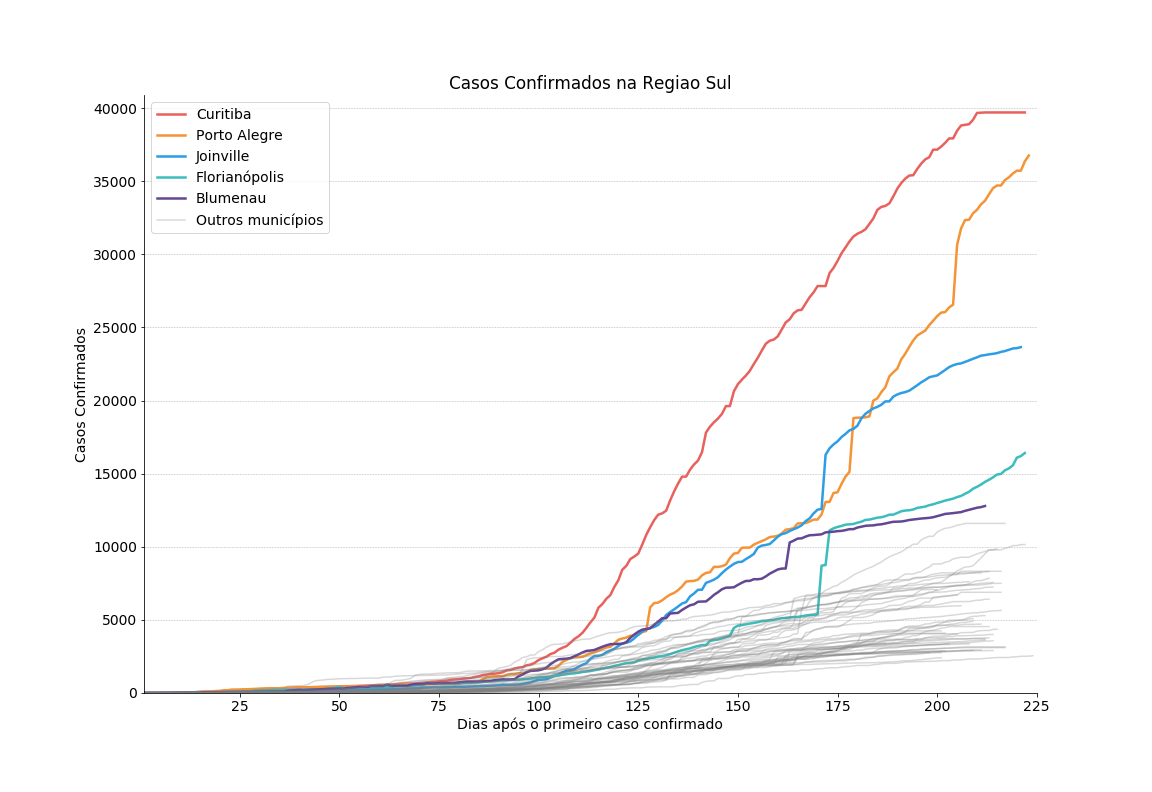 Casos Confirmados na Regiao Sul
40000
35000
30000
25000
20000
15000
10000
5000
0
Casos Confirmados
Curitiba
Porto Alegre
Joinville
Florianópolis
Blumenau
Outros municípios
25 50 75 100 125 150 175 200 225
Dias após o primeiro caso confirmado